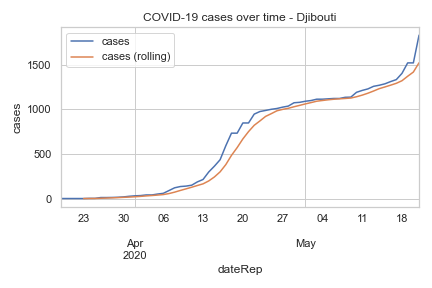 COVID-19 cases over time - Djibouti
cases
cases (rolling)
1500
1000
500
0
cases
23 30 06 13 20 27 04 11 18
Apr May
2020
dateRep